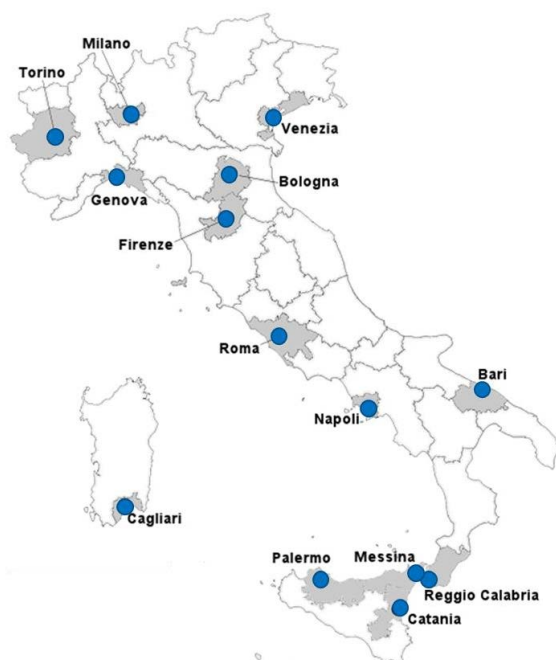 Milano
Torino
Venezia
Bologna
Genova
Firenze
Roma
Bari
Napoli
Cagliari
Messina
Palermo
Reggio Calabria
Catania